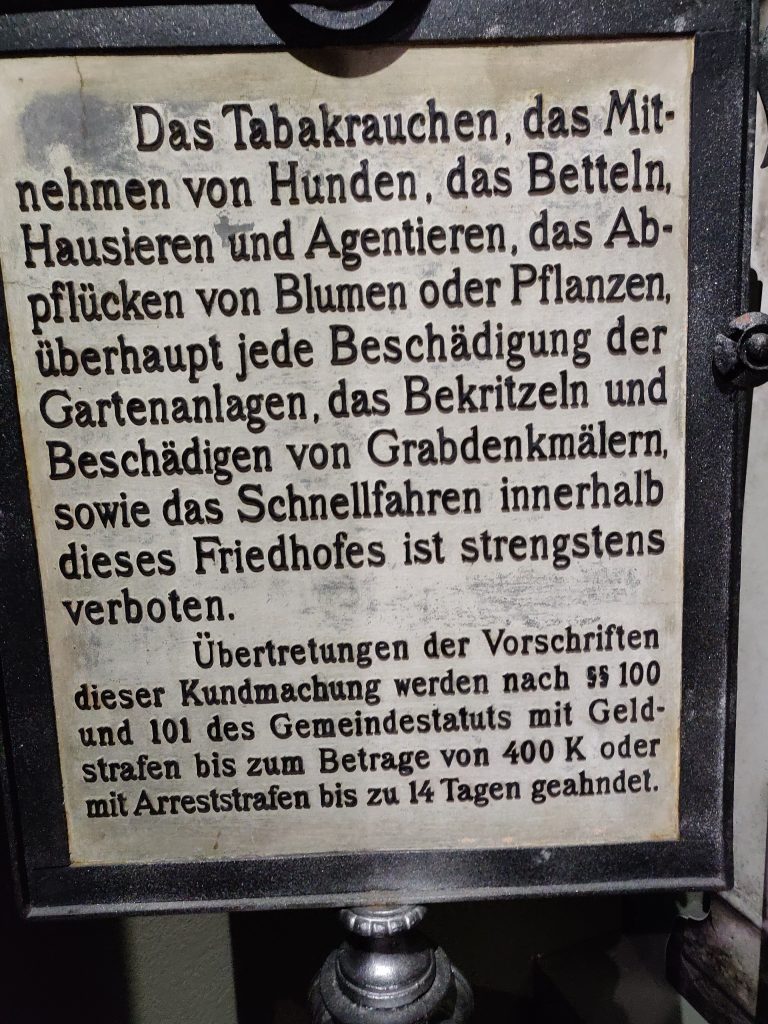 Das Tabakrauchen, das Mit-
nehmen von Hunden, das Betteln,
Hausieren und Agentieren, das Ab-
pflücken von Blumen oder Pflanzen,
überhaupt jede Beschädigung der
Gartenanlagen, das Bekritzeln und
Beschädigen von Grabdenkmälern,
sowie das Schnellfahren innerhalb
dieses Friedhofes ist strengstens
verboten.
Übertretungen der Vorschriften
dieser Kundmachung werden nach §§ 100
und 101 des Gemeindestatuts mit Geld-
strafen bis zum Betrage von 400 K oder
mit Arreststrafen bis zu 14 Tagen geahndet.